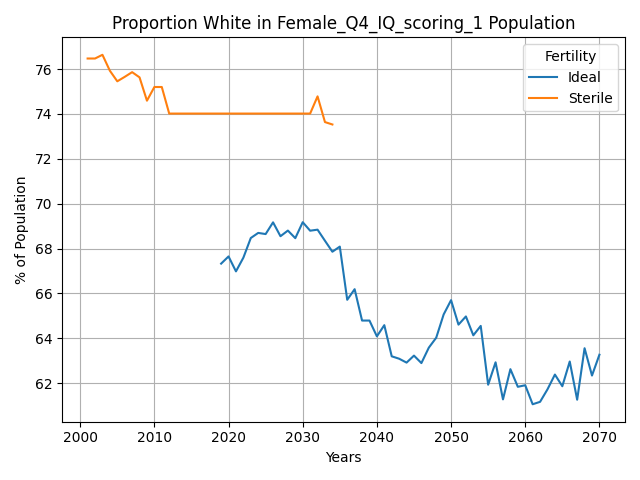 Proportion White in Female_Q4_IQ_scoring_1 Population
Fertility
Ideal
Sterile
% of Population
76
74
72
70
68
66
64
62
2000 2010 2020 2030 2040 2050 2060 2070
Years